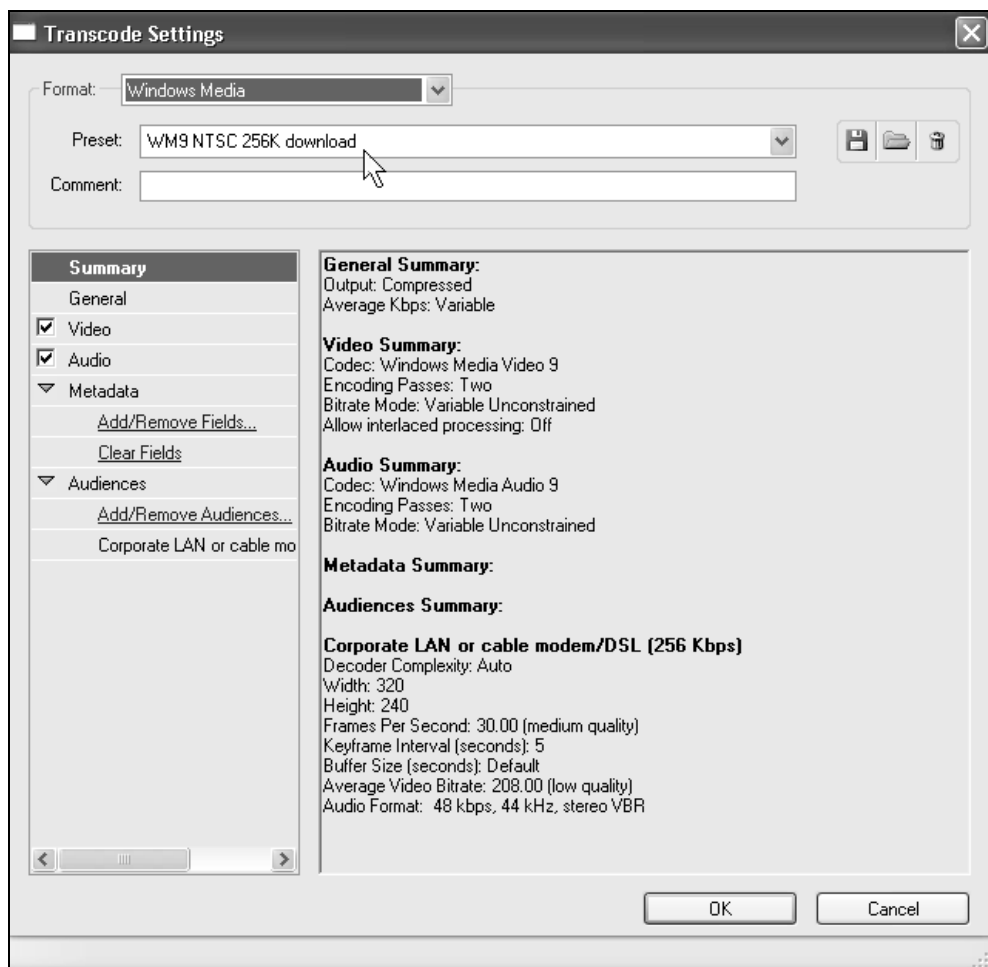 Transcode Settings
Format: Windows Media
Preset: WM9 NTSC 256K download
Comment:
Summary
General
Video
Audio
Metadata
Add/Remove Fields...
Clear Fields
Audiences
Add/Remove Audiences...
Corporate LAN or cable mo
General Summary:
Output: Compressed
Average Kbps: Variable
Video Summary:
Codec: Windows Media Video 9
Encoding Passes: Two
Bitrate Mode: Variable Unconstrained
Allow interlaced processing: Off
Audio Summary:
Codec: Windows Media Audio 9
Encoding Passes: Two
Bitrate Mode: Variable Unconstrained
Metadata Summary:
Audiences Summary:
Corporate LAN or cable modem/DSL (256 Kbps)
Decoder Complexity: Auto
Width: 320
Height: 240
Frames Per Second: 30.00 (medium quality)
Keyframe Interval (seconds): 5
Buffer Size (seconds): Default
Average Video Bitrate: 208.00 (low quality)
Audio Format: 48 kbps, 44 kHz, stereo VBR
OK
Cancel